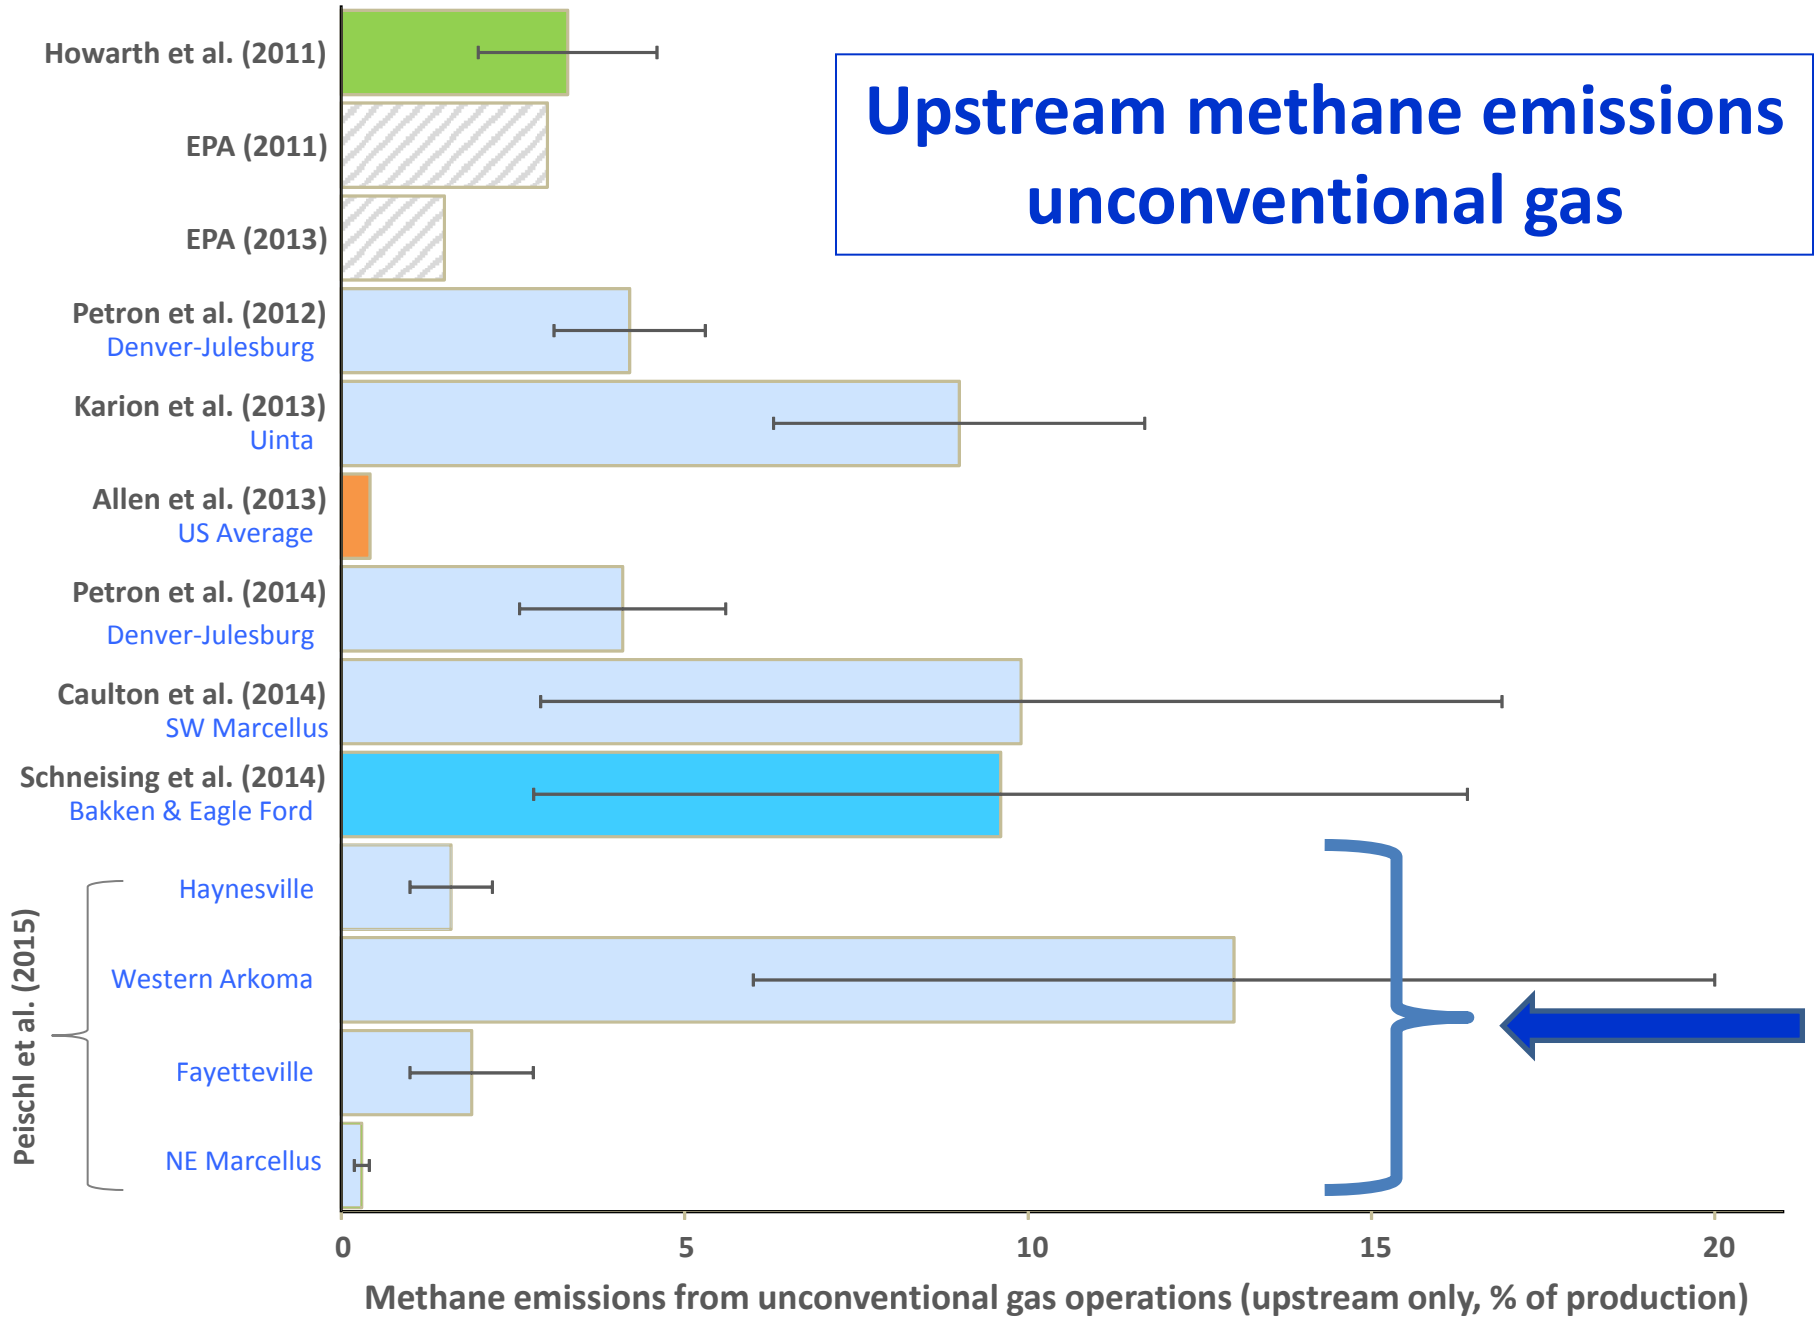 Upstream methane emissions
unconventional gas
Howarth et al. (2011)
EPA (2011)
EPA (2013)
Petron et al. (2012)
Denver-Julesburg
Karion et al. (2013)
Uinta
Allen et al. (2013)
US Average
Petron et al. (2014)
Denver-Julesburg
Caulton et al. (2014)
SW Marcellus
Schneising et al. (2014)
Bakken & Eagle Ford
Peischl et al. (2015)
Haynesville
Western Arkoma
Fayetteville
NE Marcellus
0 5 10 15 20
Methane emissions from unconventional gas operations (upstream only, % of production)